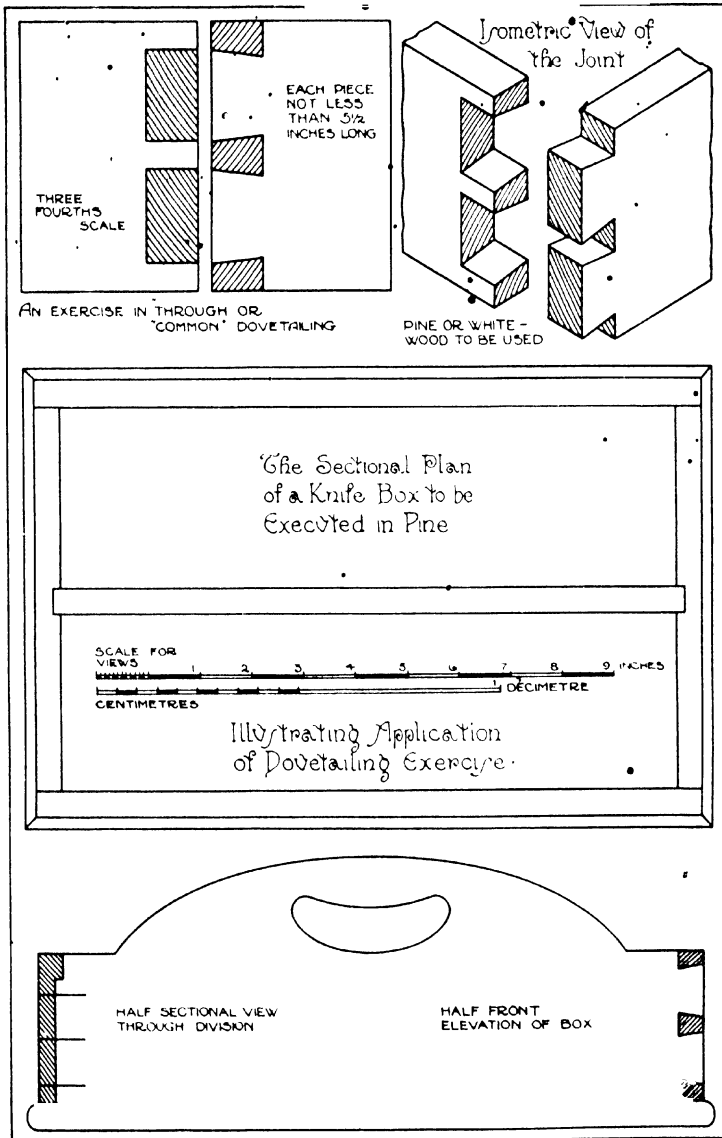 EACH PIECE
NOT LESS
THAN 5½
INCHES LONG
THREE
FOURTHS
SCALE
AN EXERCISE IN THROUGH OR
"COMMON" DOVETAILING
Isometric View of
the Joint
PINE OR WHITE-
WOOD TO BE USED
The Sectional Plan
of a Knife Box to be
Executed in Pine
SCALE FOR
VIEWS
1 2 3 4 5 6 7 8 9 INCHES
1 DECIMETRE
CENTIMETRES
Illustrating Application
of Dovetailing Exercise.
HALF SECTIONAL VIEW
THROUGH DIVISION
HALF FRONT
ELEVATION OF BOX